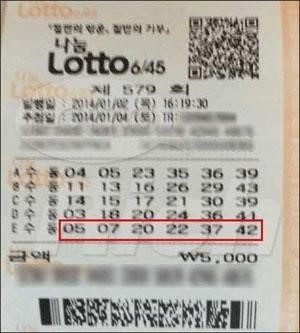 "절반의 행운, 절반의 기부"
나눔
Lotto 6/45
제 579 회
발행일 : 2014/01/02 (목) 16:19:30
추첨일 : 2014/01/04 (토) TR:
A 수동 04 05 23 35 36 39
B 수동 11 13 16 26 29 43
C 수동 14 15 17 21 30 39
D 수동 03 18 20 24 36 41
E 수동 05 07 20 22 37 42
금액 ₩5,000